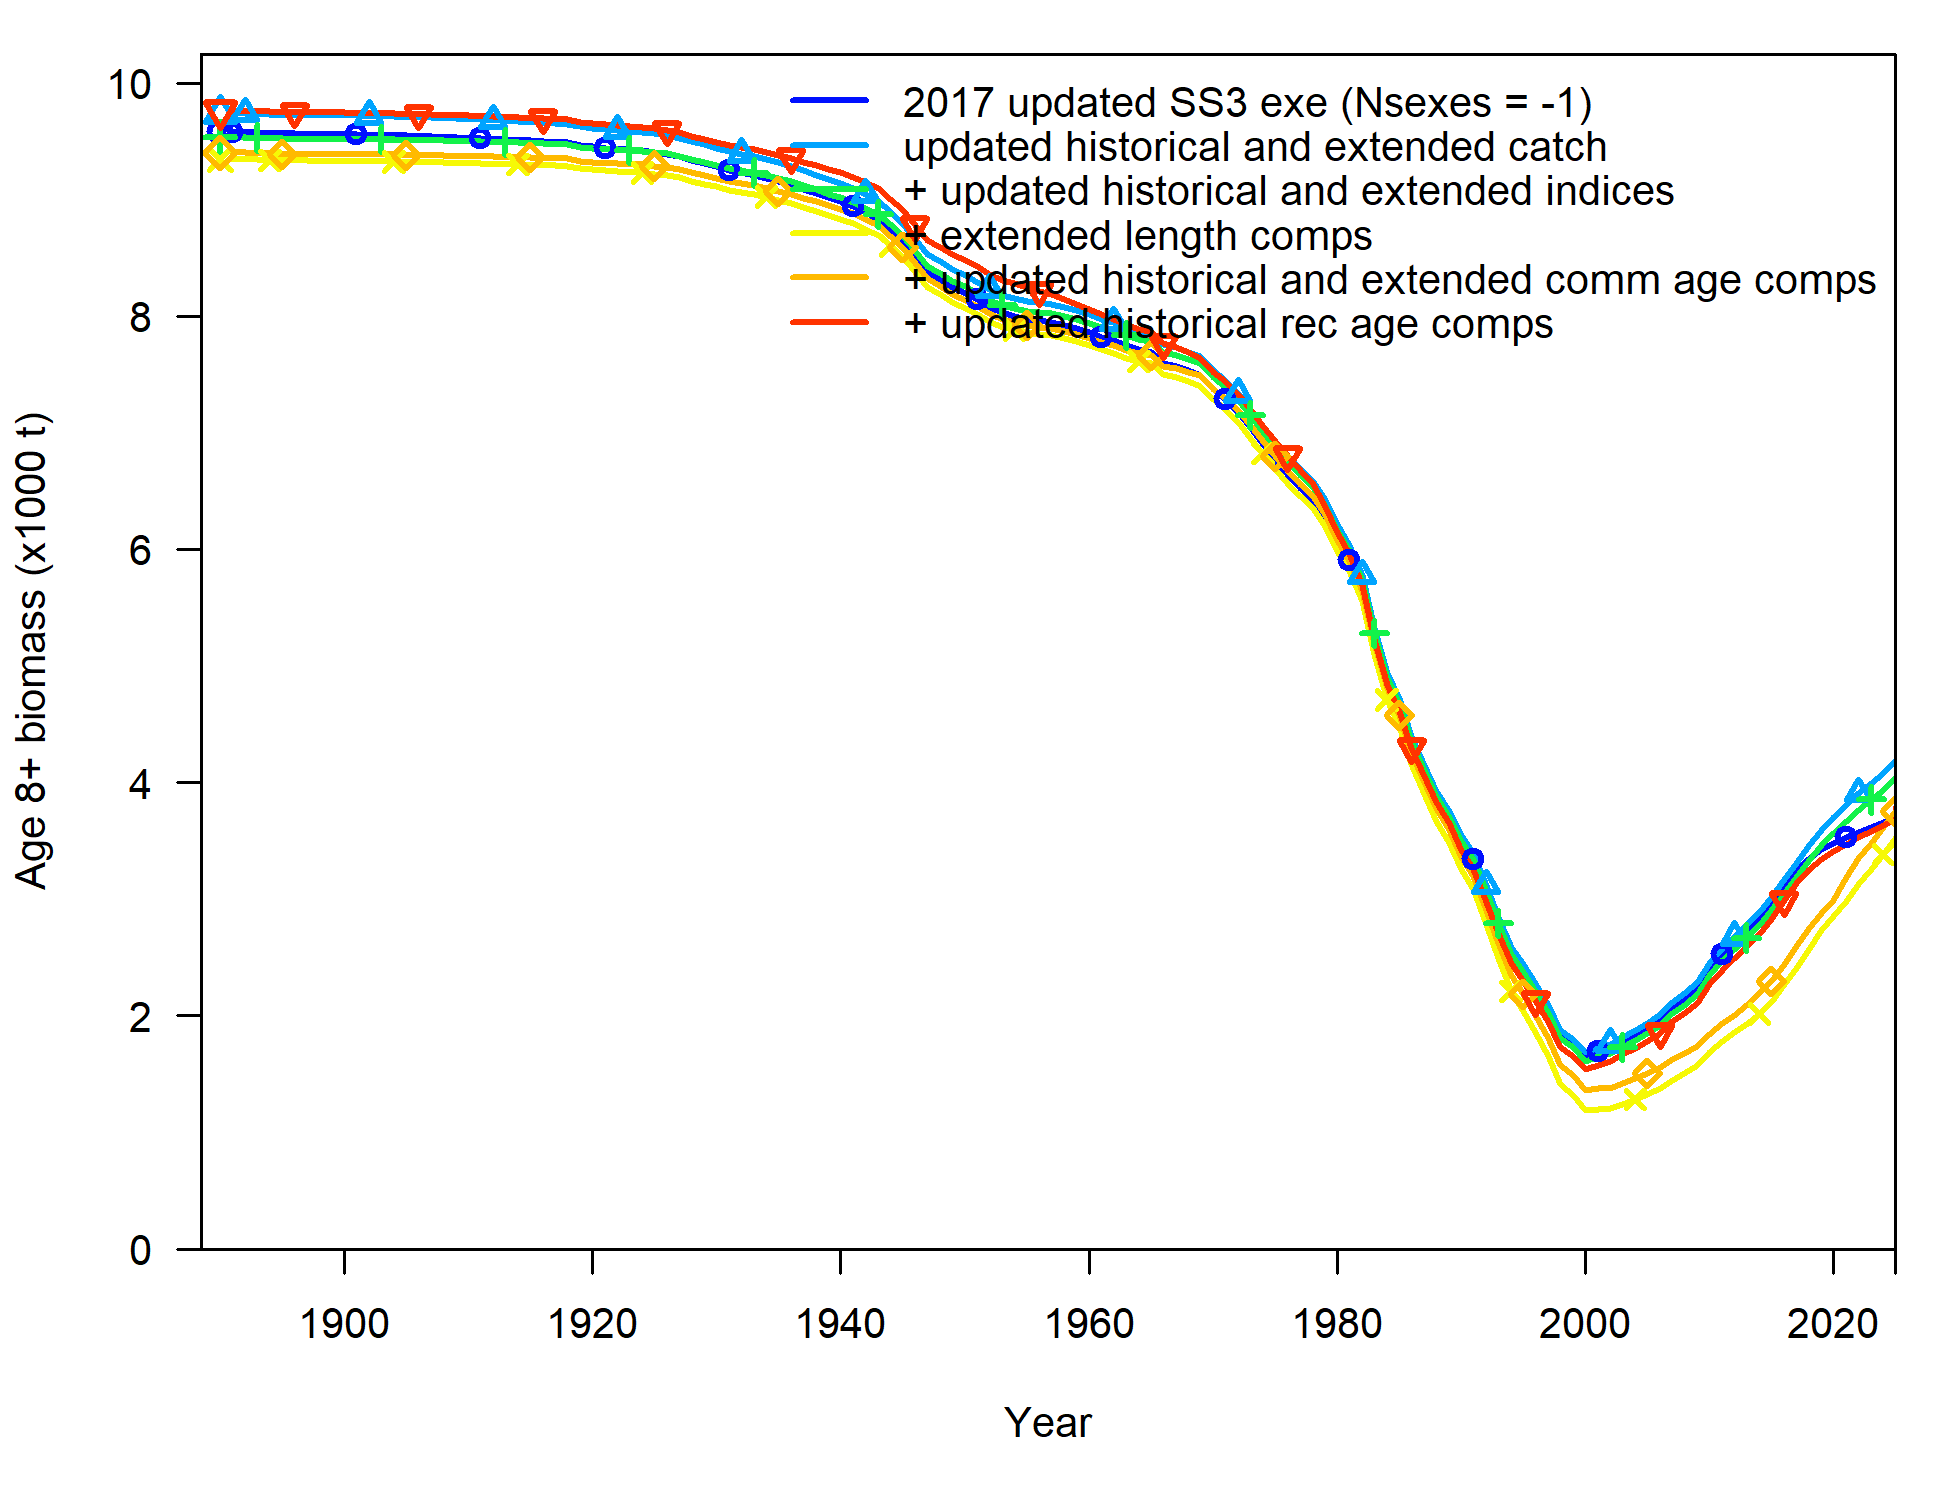 2017 updated SS3 exe (Nsexes = -1)
updated historical and extended catch
+ updated historical and extended indices
+ extended length comps
+ updated historical and extended comm age comps
+ updated historical rec age comps
Age 8+ biomass (x1000 t)
10
8
6
4
2
0
1900 1920 1940 1960 1980 2000 2020
Year